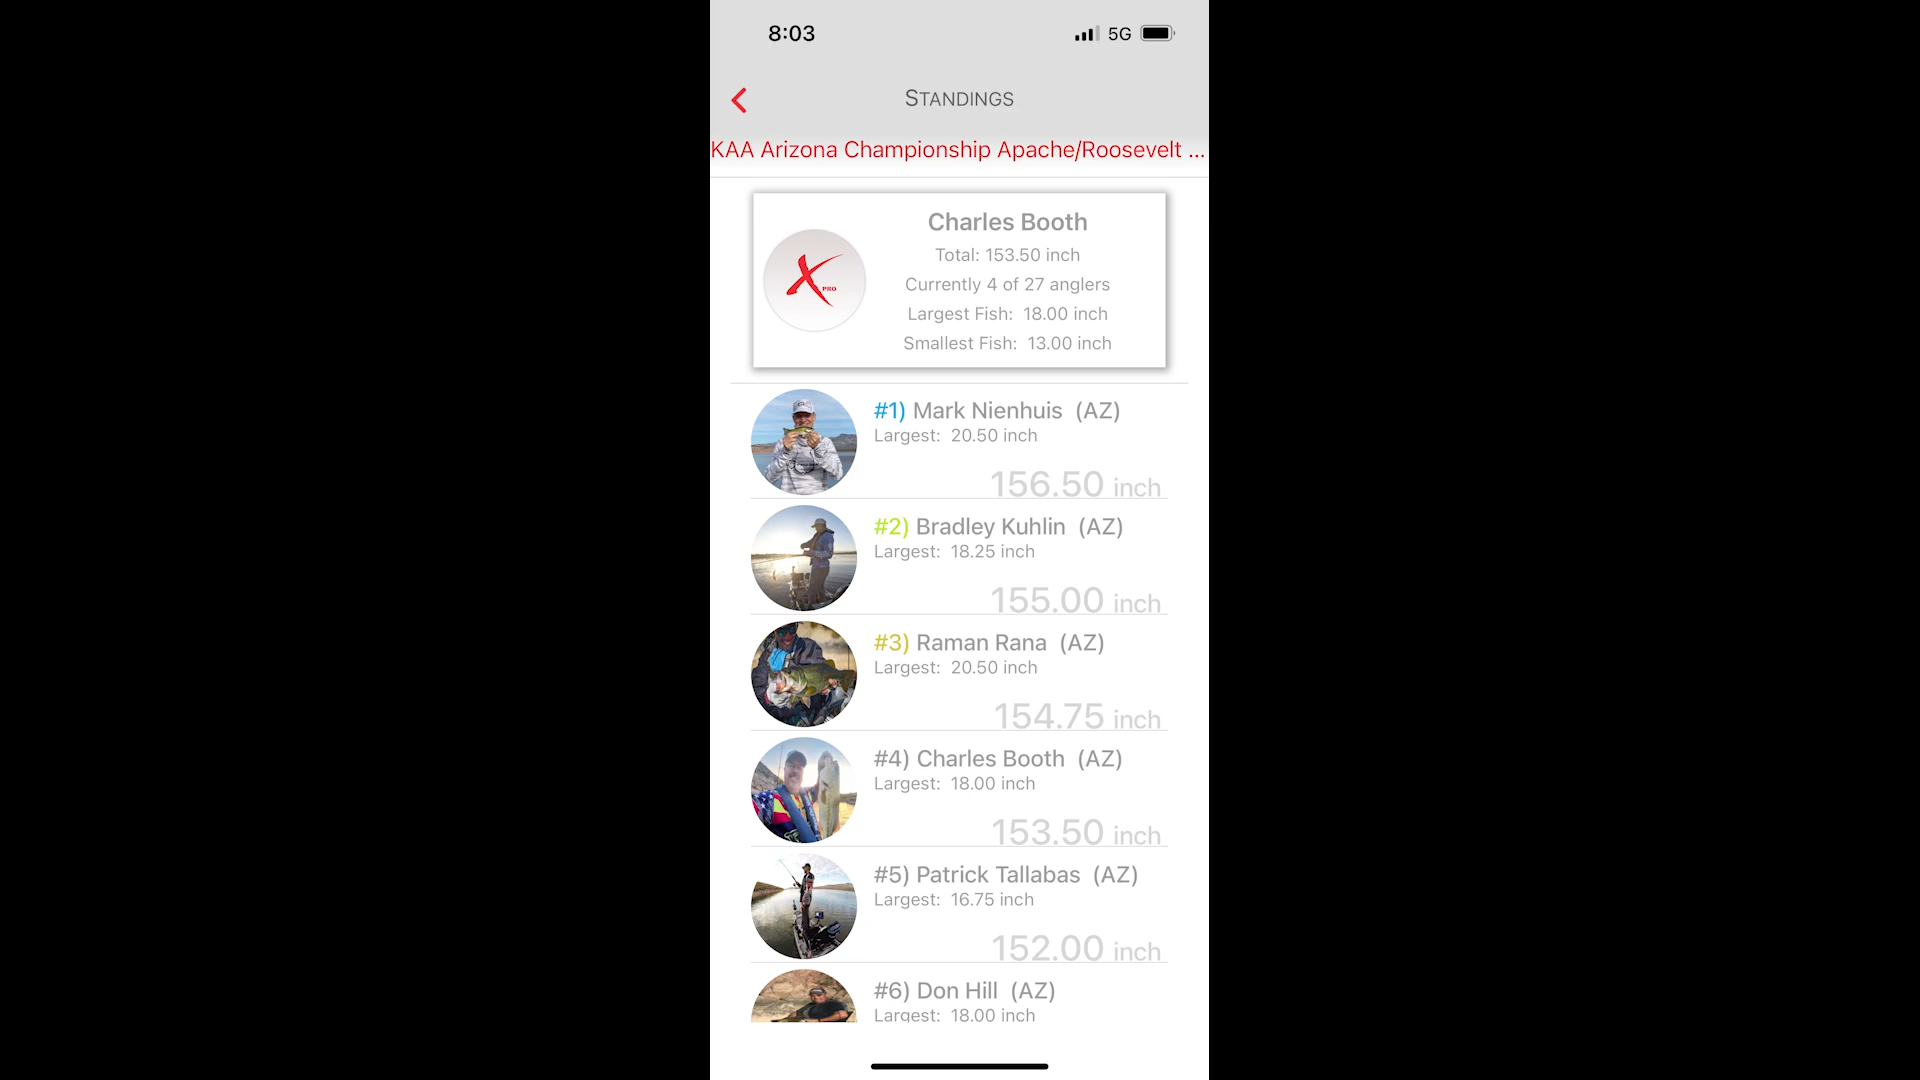 8:03
5G
STANDINGS
KAA Arizona Championship Apache/Roosevelt ...
Charles Booth
Total: 153.50 inch
Currently 4 of 27 anglers
Largest Fish: 18.00 inch
Smallest Fish: 13.00 inch
PRO
#1) Mark Nienhuis (AZ)
Largest: 20.50 inch
156.50 inch
#2) Bradley Kuhlin (AZ)
Largest: 18.25 inch
155.00 inch
#3) Raman Rana (AZ)
Largest: 20.50 inch
154.75 inch
#4) Charles Booth (AZ)
Largest: 18.00 inch
153.50 inch
#5) Patrick Tallabas (AZ)
Largest: 16.75 inch
152.00 inch
#6) Don Hill (AZ)
Largest: 18.00 inch